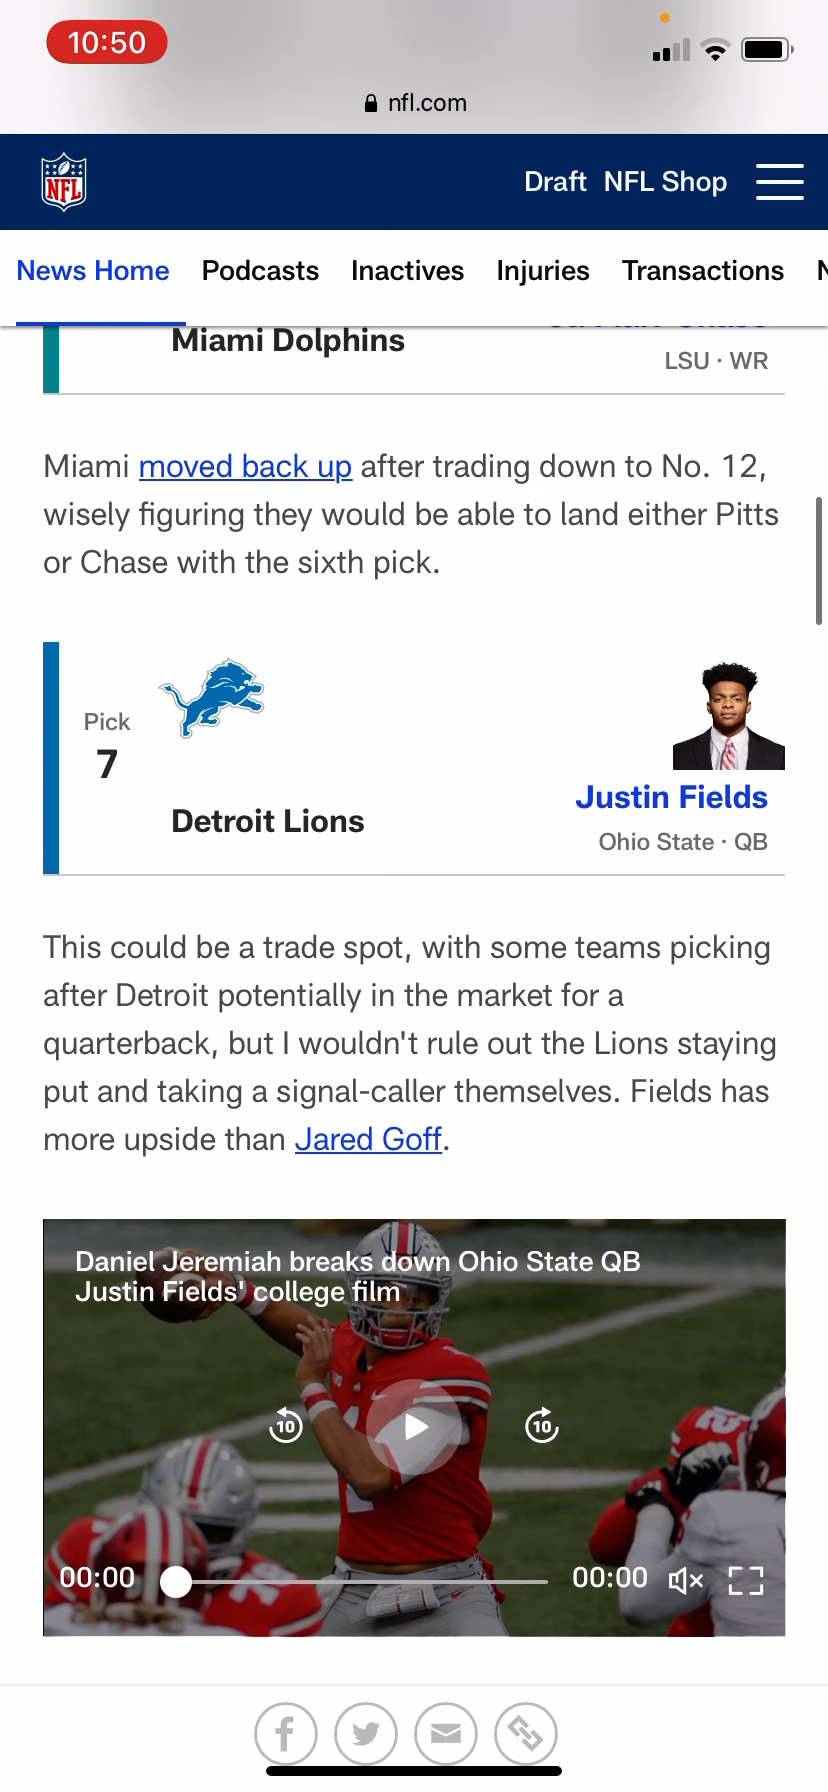 10:50
nfl.com
NFL
Draft NFL Shop
News Home Podcasts Inactives Injuries Transactions
Miami Dolphins
LSU · WR
Miami moved back up after trading down to No. 12,
wisely figuring they would be able to land either Pitts
or Chase with the sixth pick.
Pick
7
Detroit Lions
Justin Fields
Ohio State · QB
This could be a trade spot, with some teams picking
after Detroit potentially in the market for a
quarterback, but I wouldn't rule out the Lions staying
put and taking a signal-caller themselves. Fields has
more upside than Jared Goff.
Daniel Jeremiah breaks down Ohio State QB
Justin Fields' college film
10
10
00:00
00:00